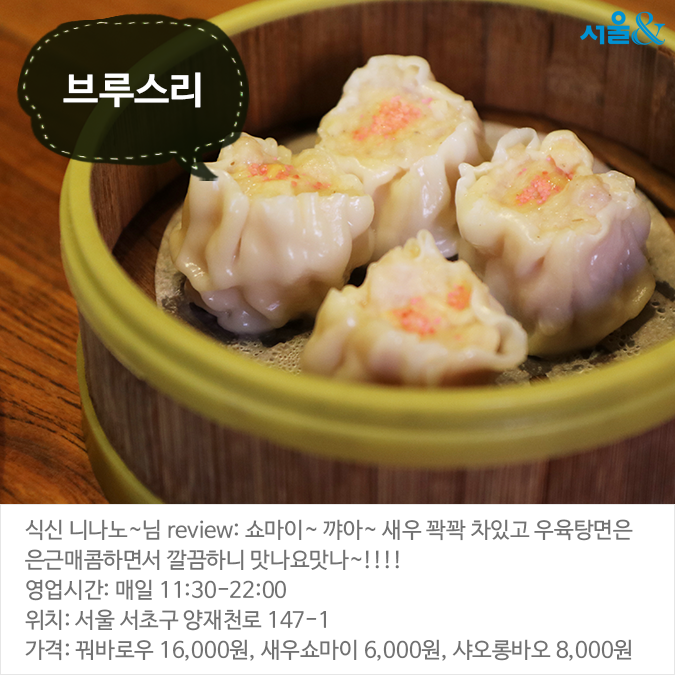 서울&
브루스리
식신 니나노~님 review: 쇼마이~ 꺄아~ 새우 꽉꽉 차있고 우육탕면은
은근매콤하면서 깔끔하니 맛나요맛나~!!!!
영업시간: 매일 11:30-22:00
위치: 서울 서초구 양재천로 147-1
가격: 꿔바로우 16,000원, 새우쇼마이 6,000원, 샤오롱바오 8,000원